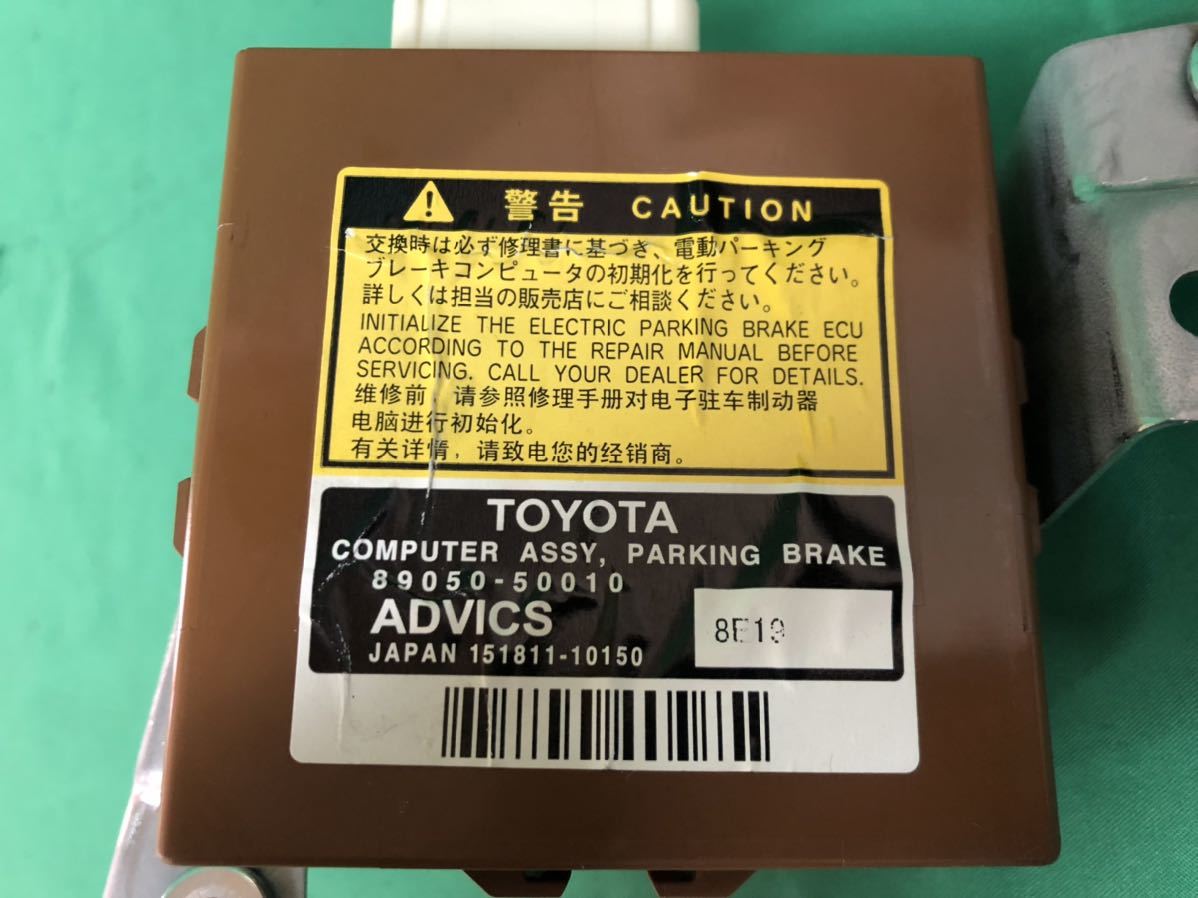 警告 CAUTION
交換時は必ず修理書に基づき、電動パーキング
ブレーキコンピュータの初期化を行ってください。
詳しくは担当の販売店にご相談ください。
INITIALIZE THE ELECTRIC PARKING BRAKE ECU
ACCORDING TO THE REPAIR MANUAL BEFORE
SERVICING. CALL YOUR DEALER FOR DETAILS.
维修前，请参照修理手册对电子驻车制动器
电脑进行初始化。
有关详情，请致电您的经销商。
TOYOTA
COMPUTER ASSY, PARKING BRAKE
89050-50010
ADVICS
8E19
JAPAN 151811-10150